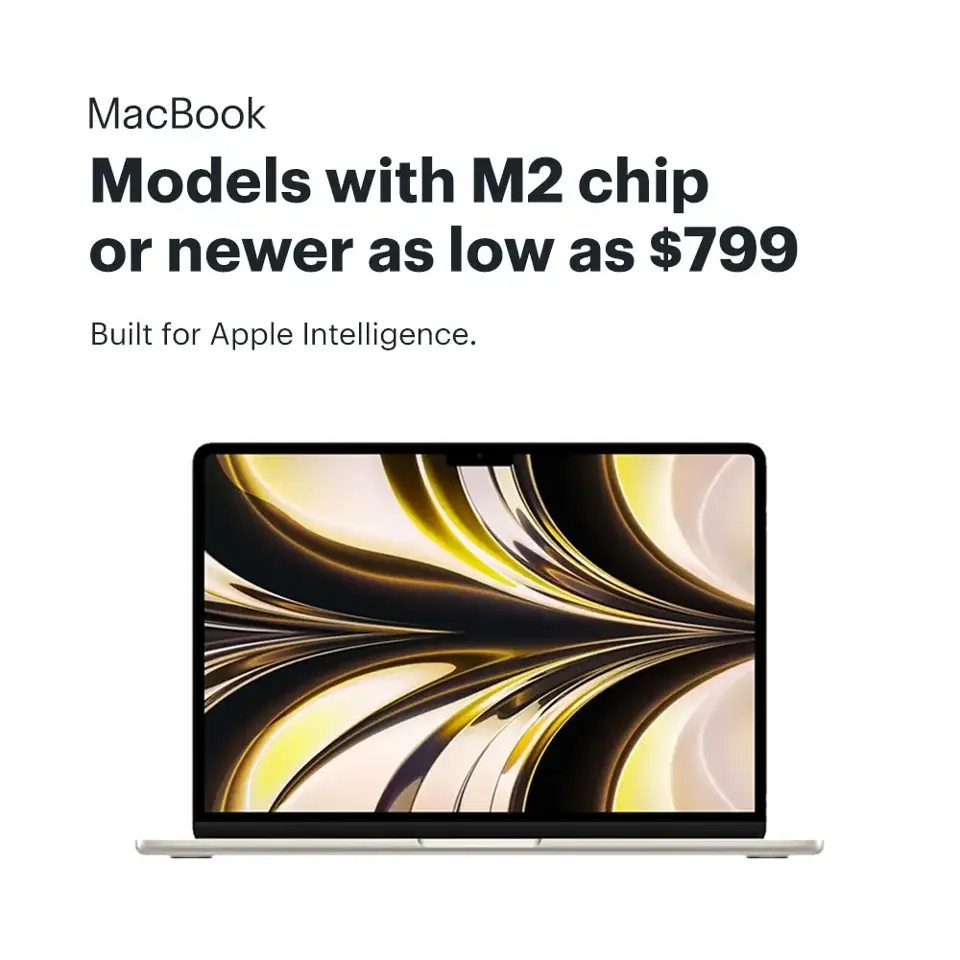 MacBook
Models with M2 chip
or newer as low as $799
Built for Apple Intelligence.